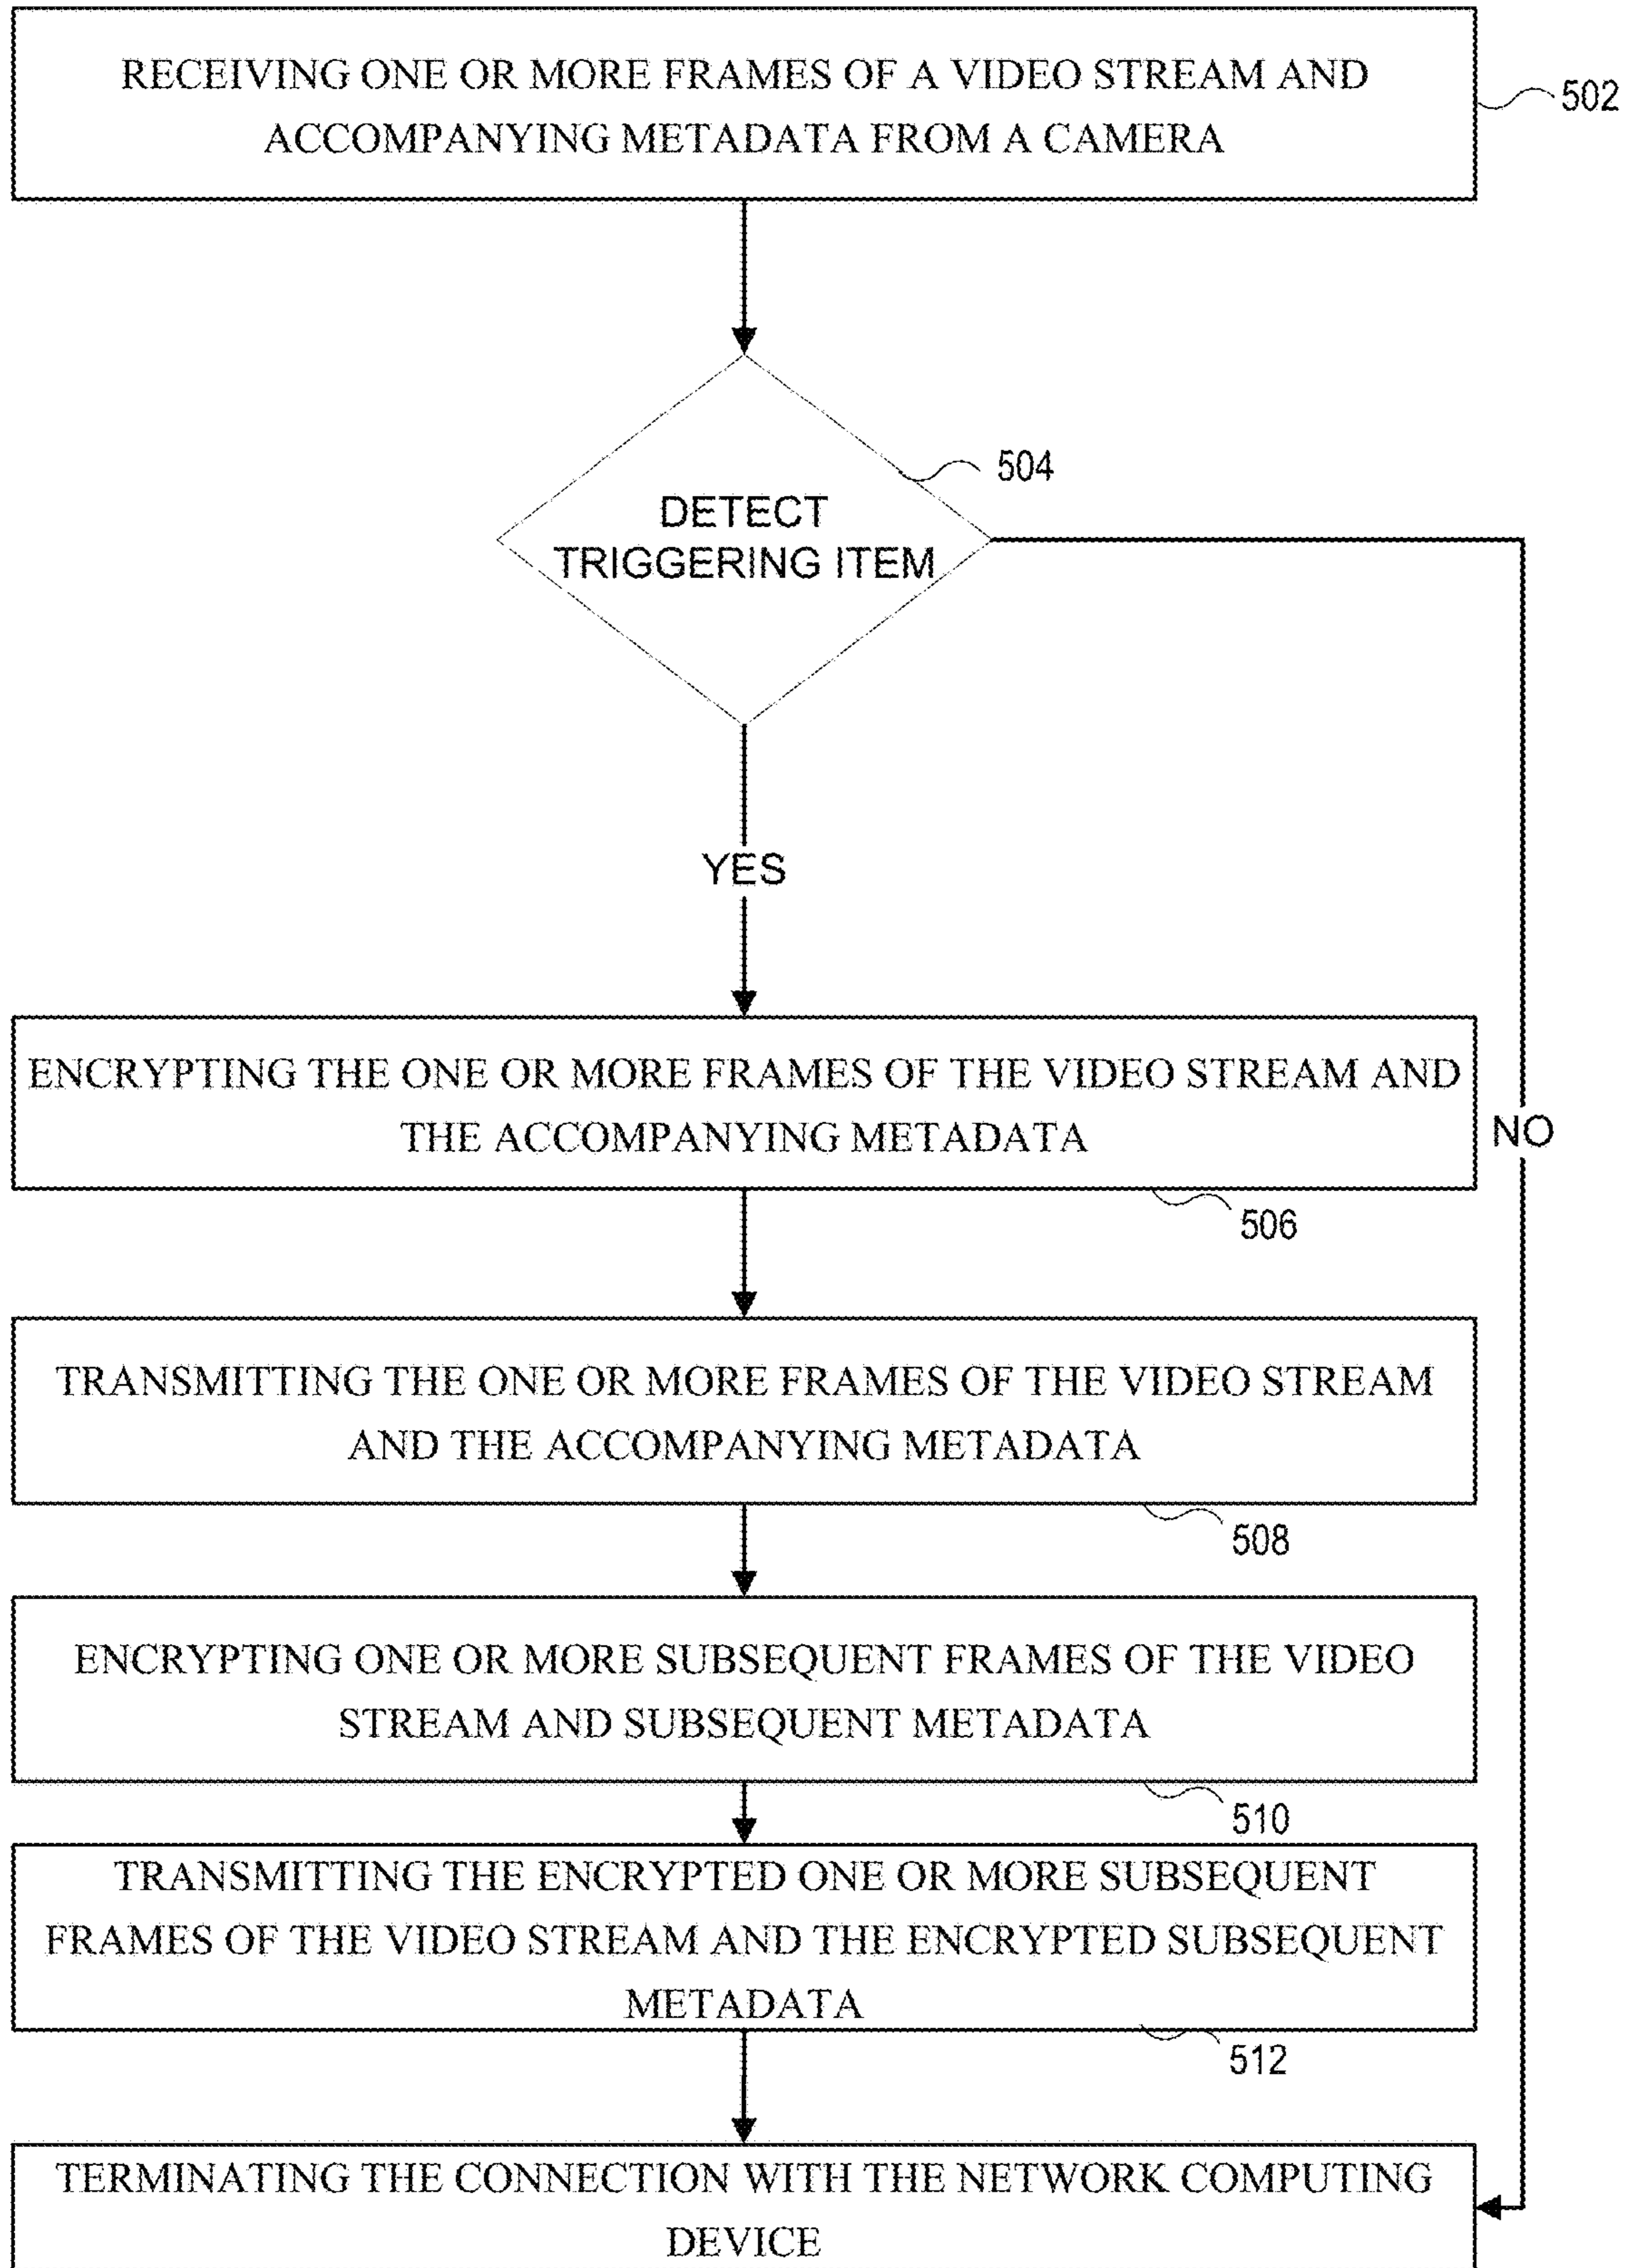 RECEIVING ONE OR MORE FRAMES OF A VIDEO STREAM AND
ACCOMPANYING METADATA FROM A CAMERA
502
504
DETECT
TRIGGERING ITEM
YES
ENCRYPTING THE ONE OR MORE FRAMES OF THE VIDEO STREAM AND
THE ACCOMPANYING METADATA
NO
506
TRANSMITTING THE ONE OR MORE FRAMES OF THE VIDEO STREAM
AND THE ACCOMPANYING METADATA
508
ENCRYPTING ONE OR MORE SUBSEQUENT FRAMES OF THE VIDEO
STREAM AND SUBSEQUENT METADATA
510
TRANSMITTING THE ENCRYPTED ONE OR MORE SUBSEQUENT
FRAMES OF THE VIDEO STREAM AND THE ENCRYPTED SUBSEQUENT
METADATA
512
TERMINATING THE CONNECTION WITH THE NETWORK COMPUTING
DEVICE